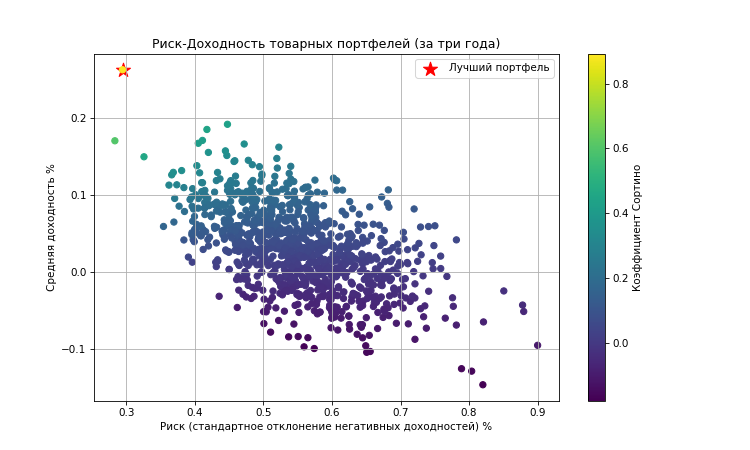 Риск-Доходность товарных портфелей (за три года)
Лучший портфель
Средняя доходность %
0.2
0.1
0.0
−0.1
0.3 0.4 0.5 0.6 0.7 0.8 0.9
Риск (стандартное отклонение негативных доходностей) %
0.8
0.6
0.4
0.2
0.0
Коэффициент Сортино